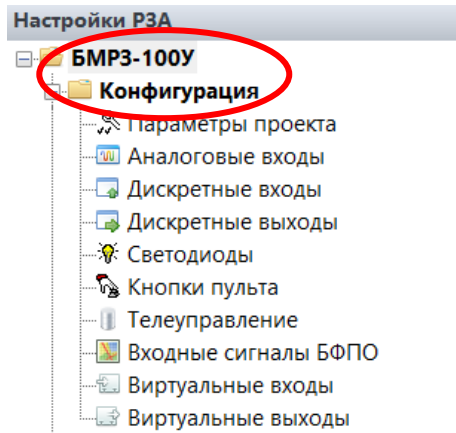 Настройки РЗА
БМРЗ-100У
Конфигурация
Параметры проекта
Аналоговые входы
Дискретные входы
Дискретные выходы
Светодиоды
Кнопки пульта
Телеуправление
Входные сигналы БФПО
Виртуальные входы
Виртуальные выходы